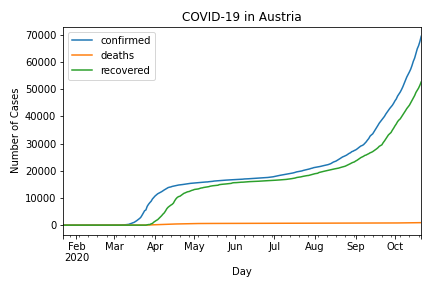 COVID-19 in Austria
70000
60000
50000
40000
30000
20000
10000
0
Number of Cases
confirmed
deaths
recovered
Feb Mar Apr May Jun Jul Aug Sep Oct
2020
Day